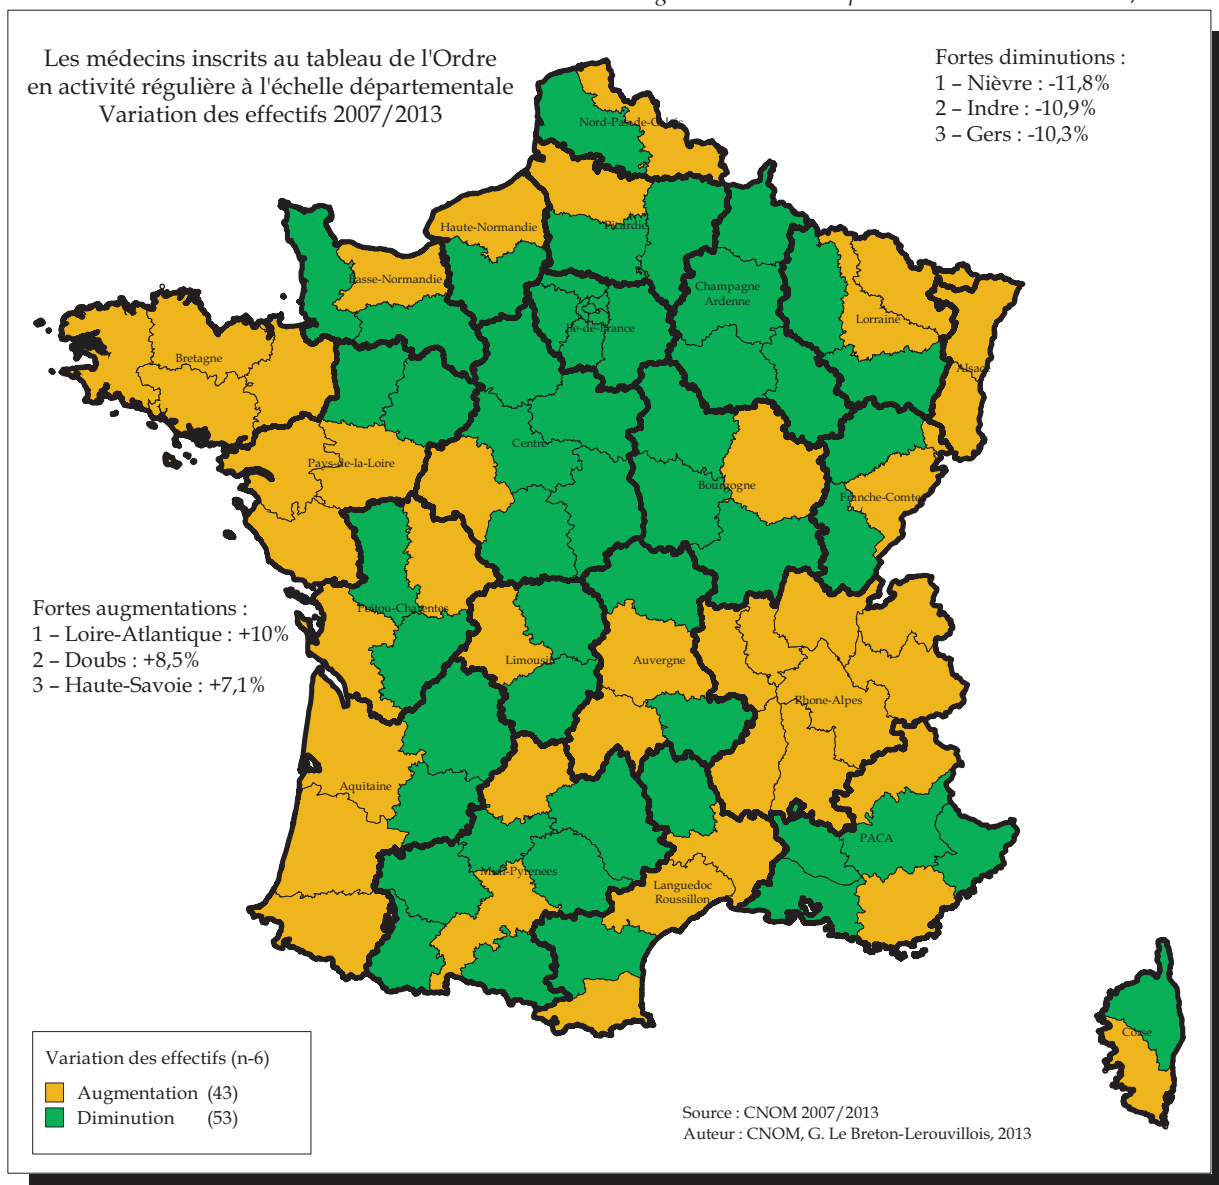 Les médecins inscrits au tableau de l'Ordre
en activité régulière à l'échelle départementale
Variation des effectifs 2007/2013
Fortes diminutions :
1 – Nièvre : -11,8%
2 – Indre : -10,9%
3 – Gers : -10,3%
Nord-Pas-de-Calais
Haute-Normandie
Picardie
Basse-Normandie
Champagne
Ardenne
Ile-de-France
Lorraine
Bretagne
Alsace
Centre
Pays-de-la-Loire
Bourgogne
Franche-Comte
Fortes augmentations :
1 – Loire-Atlantique : +10%
2 – Doubs : +8,5%
3 – Haute-Savoie : +7,1%
Poitou-Charentes
Limousin
Auvergne
Rhone-Alpes
Aquitaine
PACA
Midi-Pyrenees
Languedoc
Roussillon
Corse
Variation des effectifs (n-6)
Augmentation (43)
Diminution (53)
Source : CNOM 2007/2013
Auteur : CNOM, G. Le Breton-Lerouvillois, 2013